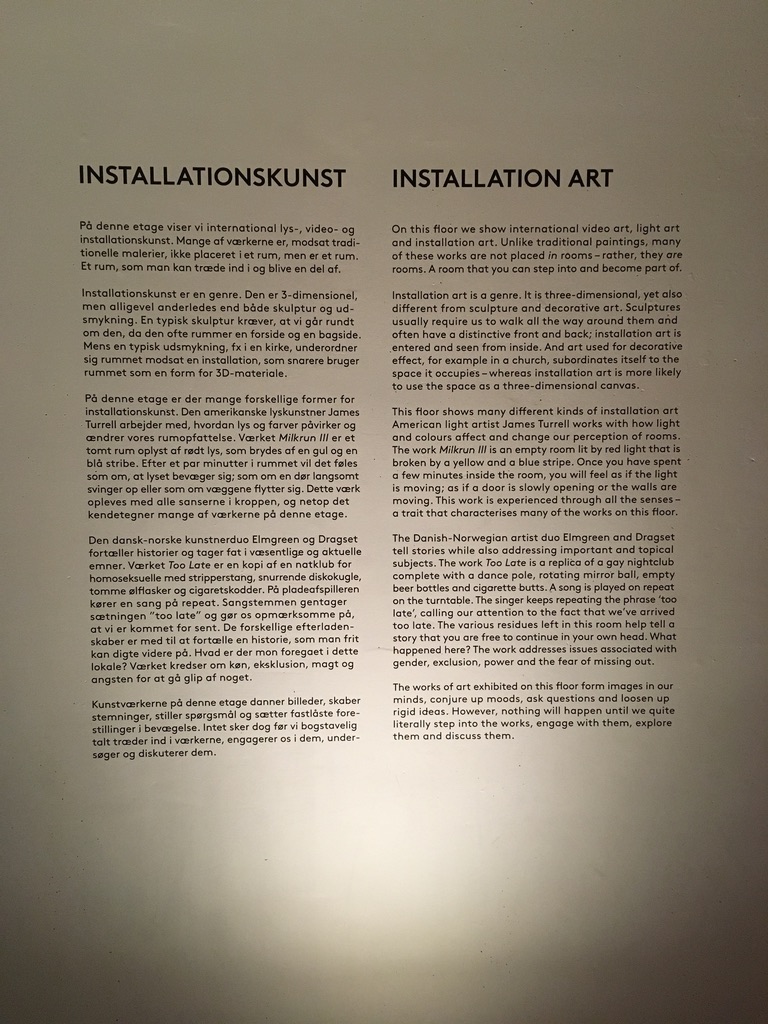 INSTALLATIONSKUNST
På denne etage viser vi international lys-, video- og
installationskunst. Mange af værkerne er, modsat tradi-
tionelle malerier, ikke placeret i et rum, men er et rum.
Et rum, som man kan træde ind i og blive en del af.
Installationskunst er en genre. Den er 3-dimensionel,
men alligevel anderledes end både skulptur og ud-
smykning. En typisk skulptur kræver, at vi går rundt
om den, da den ofte rummer en forside og en bagside.
Mens en typisk udsmykning, fx i en kirke, underordner
sig rummet modsat en installation, som snarere bruger
rummet som en form for 3D-materiale.
På denne etage er der mange forskellige former for
installationskunst. Den amerikanske lyskunstner James
Turrell arbejder med, hvordan lys og farver påvirker og
ændrer vores rumopfattelse. Værket Milkrun III er et
tomt rum oplyst af rødt lys, som brydes af en gul og en
blå stribe. Efter et par minutter i rummet vil det føles
som om, at lyset bevæger sig; som om en dør langsomt
svinger op eller som om væggene flytter sig. Dette værk
opleves med alle sanserne i kroppen, og netop det
kendetegner mange af værkerne på denne etage.
Den dansk-norske kunstnerduo Elmgreen og Dragset
fortæller historier og tager fat i væsentlige og aktuelle
emner. Værket Too Late er en kopi af en natklub for
homoseksuelle med stripperstang, snurrende diskokugle,
tomme ølflasker og cigaretskodder. På pladeafspilleren
kører en sang på repeat. Sangstemmen gentager
sætningen "too late" og gør os opmærksomme på,
at vi er kommet for sent. De forskellige efterladen-
skaber er med til at fortælle en historie, som man frit
kan digte videre på. Hvad er der mon foregaet i dette
lokale? Værket kredser om køn, eksklusion, magt og
angsten for at gå glip af noget.
Kunstværkerne på denne etage danner billeder, skaber
stemninger, stiller spørgsmål og sætter fastlåste fore-
stillinger i bevægelse. Intet sker dog før vi bogstavelig
talt træder ind i værkerne, engagerer os i dem, under-
søger og diskuterer dem.
INSTALLATION ART
On this floor we show international video art, light art
and installation art. Unlike traditional paintings, many
of these works are not placed in rooms – rather, they are
rooms. A room that you can step into and become part of.
Installation art is a genre. It is three-dimensional, yet also
different from sculpture and decorative art. Sculptures
usually require us to walk all the way around them and
often have a distinctive front and back; installation art is
entered and seen from inside. And art used for decorative
effect, for example in a church, subordinates itself to the
space it occupies – whereas installation art is more likely
to use the space as a three-dimensional canvas.
This floor shows many different kinds of installation art
American light artist James Turrell works with how light
and colours affect and change our perception of rooms.
The work Milkrun III is an empty room lit by red light that is
broken by a yellow and a blue stripe. Once you have spent
a few minutes inside the room, you will feel as if the light
is moving; as if a door is slowly opening or the walls are
moving. This work is experienced through all the senses –
a trait that characterises many of the works on this floor.
The Danish-Norwegian artist duo Elmgreen and Dragset
tell stories while also addressing important and topical
subjects. The work Too Late is a replica of a gay nightclub
complete with a dance pole, rotating mirror ball, empty
beer bottles and cigarette butts. A song is played on repeat
on the turntable. The singer keeps repeating the phrase 'too
late', calling our attention to the fact that we've arrived
too late. The various residues left in this room help tell a
story that you are free to continue in your own head. What
happened here? The work addresses issues associated with
gender, exclusion, power and the fear of missing out.
The works of art exhibited on this floor form images in our
minds, conjure up moods, ask questions and loosen up
rigid ideas. However, nothing will happen until we quite
literally step into the works, engage with them, explore
them and discuss them.